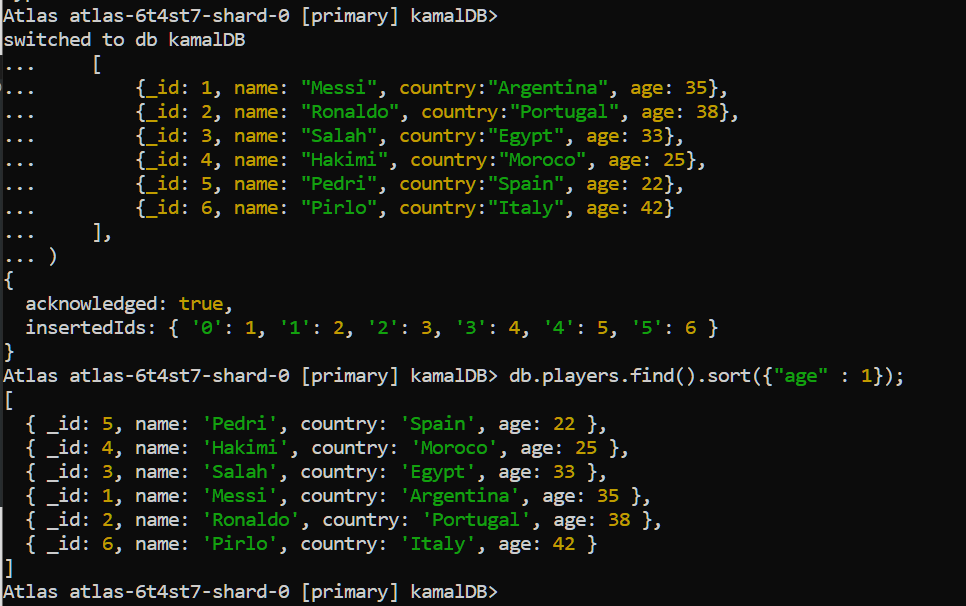 Atlas atlas-6t4st7-shard-0 [primary] kamalDB>
switched to db kamalDB
...     [
...         {_id: 1, name: "Messi", country:"Argentina", age: 35},
...         {_id: 2, name: "Ronaldo", country:"Portugal", age: 38},
...         {_id: 3, name: "Salah", country:"Egypt", age: 33},
...         {_id: 4, name: "Hakimi", country:"Moroco", age: 25},
...         {_id: 5, name: "Pedri", country:"Spain", age: 22},
...         {_id: 6, name: "Pirlo", country:"Italy", age: 42}
...     ],
... )
{
  acknowledged: true,
  insertedIds: { '0': 1, '1': 2, '2': 3, '3': 4, '4': 5, '5': 6 }
}
Atlas atlas-6t4st7-shard-0 [primary] kamalDB> db.players.find().sort({"age" : 1});
[
  { _id: 5, name: 'Pedri', country: 'Spain', age: 22 },
  { _id: 4, name: 'Hakimi', country: 'Moroco', age: 25 },
  { _id: 3, name: 'Salah', country: 'Egypt', age: 33 },
  { _id: 1, name: 'Messi', country: 'Argentina', age: 35 },
  { _id: 2, name: 'Ronaldo', country: 'Portugal', age: 38 },
  { _id: 6, name: 'Pirlo', country: 'Italy', age: 42 }
]
Atlas atlas-6t4st7-shard-0 [primary] kamalDB>